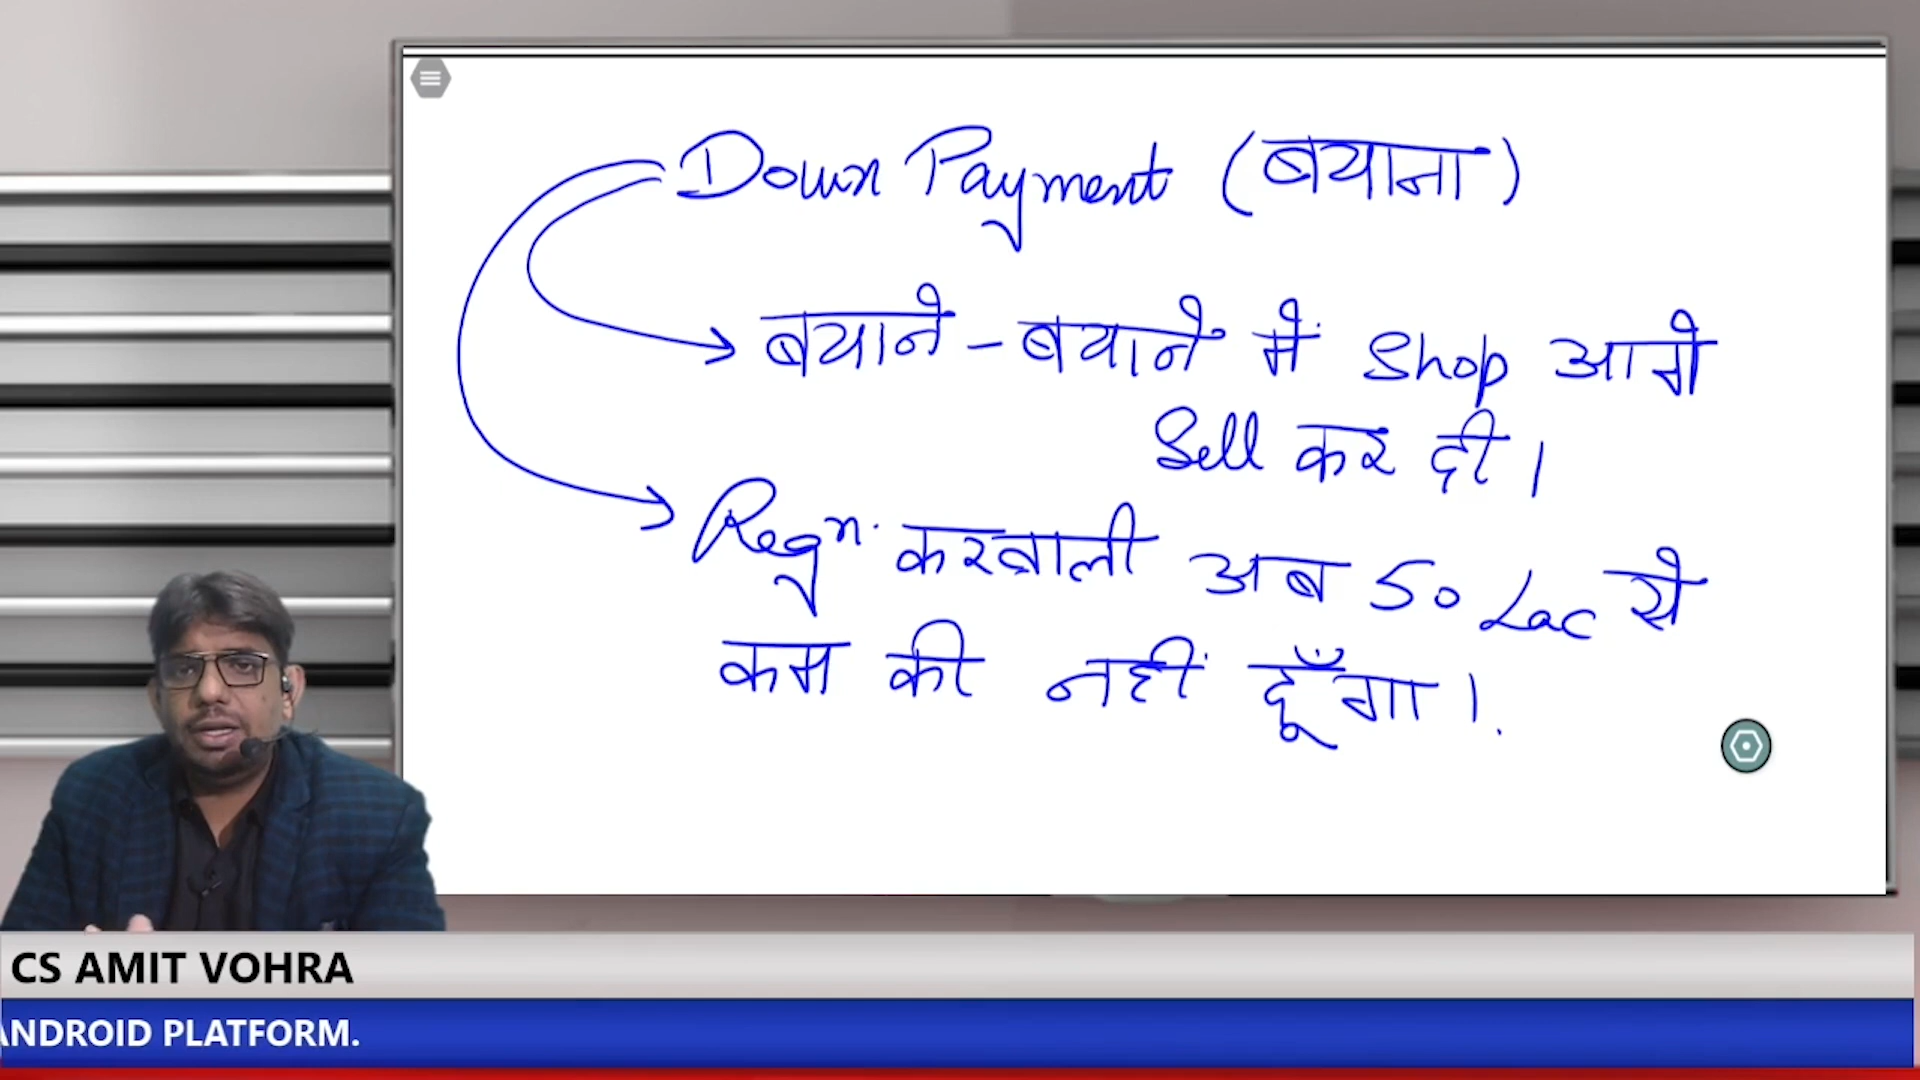 Down Payment (बयाना)
बयाने - बयाने में Shop आगे
Sell कर दी।
Regn. करवाली अब 50 Lac से
कम की नहीं दूँगा।
CS AMIT VOHRA
ANDROID PLATFORM.